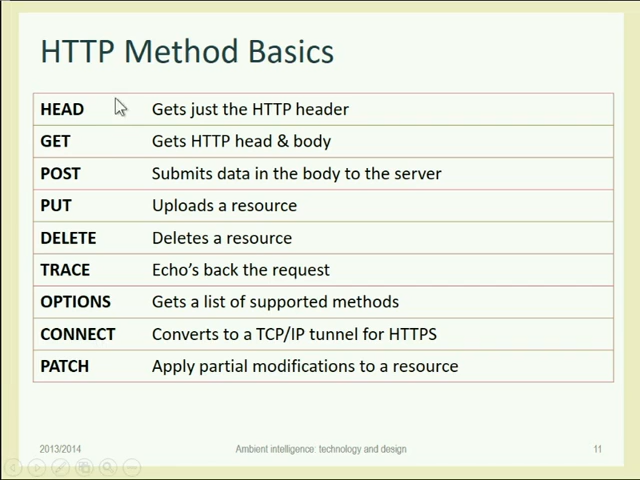 HTTP Method Basics
HEAD Gets just the HTTP header
GET Gets HTTP head & body
POST Submits data in the body to the server
PUT Uploads a resource
DELETE Deletes a resource
TRACE Echo's back the request
OPTIONS Gets a list of supported methods
CONNECT Converts to a TCP/IP tunnel for HTTPS
PATCH Apply partial modifications to a resource
2013/2014 Ambient intelligence: technology and design 11